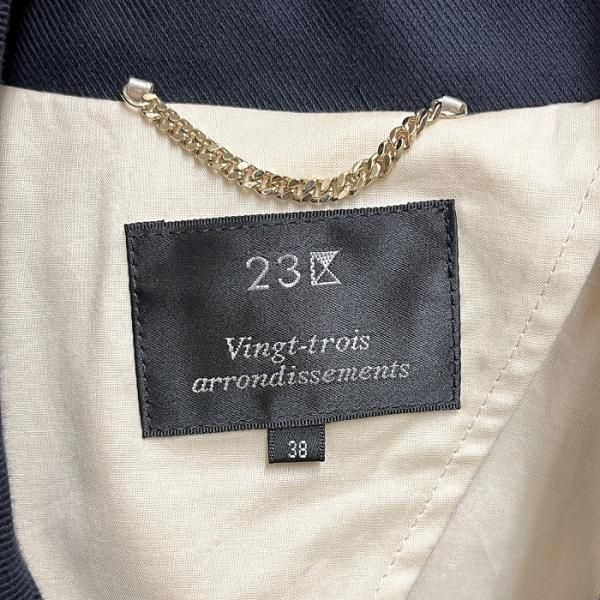 23区
Vingt-trois
arrondissements
38